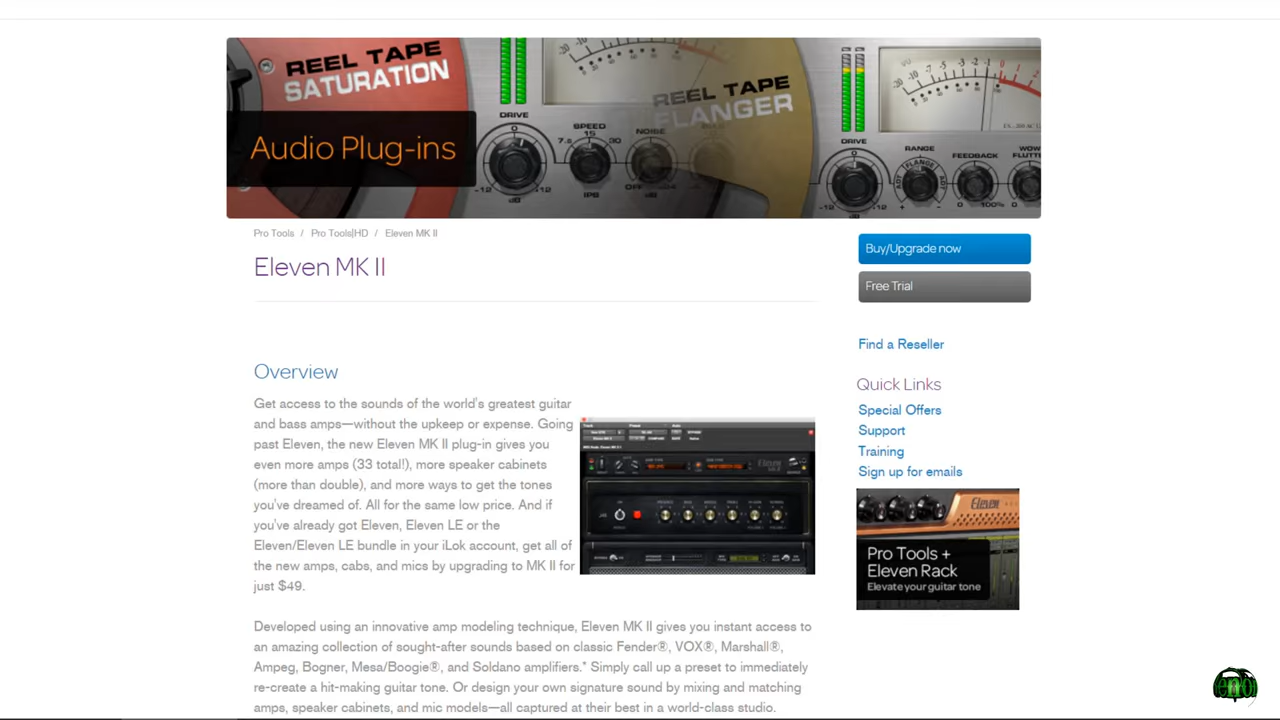 REEL TAPE
SATURATION
REEL TAPE
FLANGER
Audio Plug-ins
DRIVE
SPEED
NOISE
DRIVE
RANGE
FEEDBACK
WOW
Pro Tools / Pro Tools|HD / Eleven MK II
Eleven MK II
Buy/Upgrade now
Free Trial
Find a Reseller
Quick Links
Special Offers
Support
Training
Sign up for emails
Eleven
Pro Tools +
Eleven Rack
Elevate your guitar tone
Overview
Get access to the sounds of the world's greatest guitar
and bass amps—without the upkeep or expense. Going
past Eleven, the new Eleven MK II plug-in gives you
even more amps (33 total!), more speaker cabinets
(more than double), and more ways to get the tones
you've dreamed of. All for the same low price. And if
you've already got Eleven, Eleven LE or the
Eleven/Eleven LE bundle in your iLok account, get all of
the new amps, cabs, and mics by upgrading to MK II for
just $49.
Developed using an innovative amp modeling technique, Eleven MK II gives you instant access to
an amazing collection of sought-after sounds based on classic Fender®, VOX®, Marshall®,
Ampeg, Bogner, Mesa/Boogie®, and Soldano amplifiers.* Simply call up a preset to immediately
re-create a hit-making guitar tone. Or design your own signature sound by mixing and matching
amps, speaker cabinets, and mic models—all captured at their best in a world-class studio.